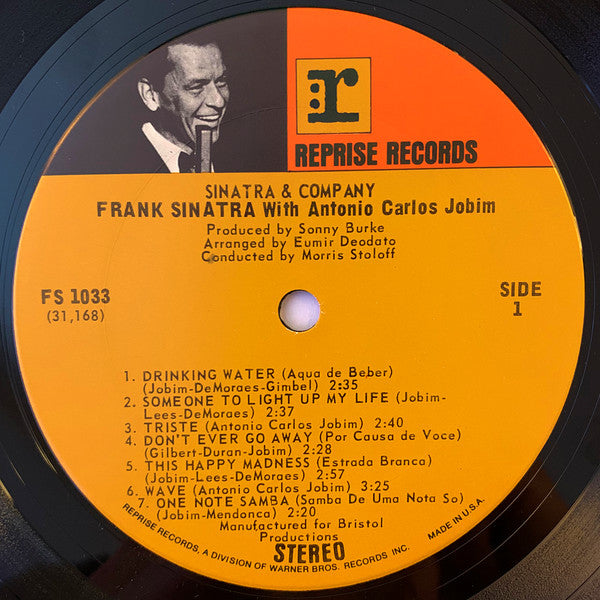 r
REPRISE RECORDS
SINATRA & COMPANY
FRANK SINATRA With Antonio Carlos Jobim
Produced by Sonny Burke
Arranged by Eumir Deodato
Conducted by Morris Stoloff
FS 1033
(31,168)
SIDE
1
1. DRINKING WATER (Aqua de Beber)
(Jobim-DeMoraes-Gimbel) 2:35
2. SOMEONE TO LIGHT UP MY LIFE (Jobim-
Lees-DeMoraes) 2:37
3. TRISTE (Antonio Carlos Jobim) 2:40
4. DON'T EVER GO AWAY (Por Causa de Voce)
(Gilbert-Duran-Jobim) 2:28
5. THIS HAPPY MADNESS (Estrada Branca)
(Jobim-Lees-DeMoraes) 2:57
6. WAVE (Antonio Carlos Jobim) 3:25
7. ONE NOTE SAMBA (Samba De Uma Nota So)
(Jobim-Mendonca) 2:20
Manufactured for Bristol
Productions
STEREO
REPRISE RECORDS, A DIVISION OF WARNER BROS. RECORDS INC.
MADE IN U.S.A.